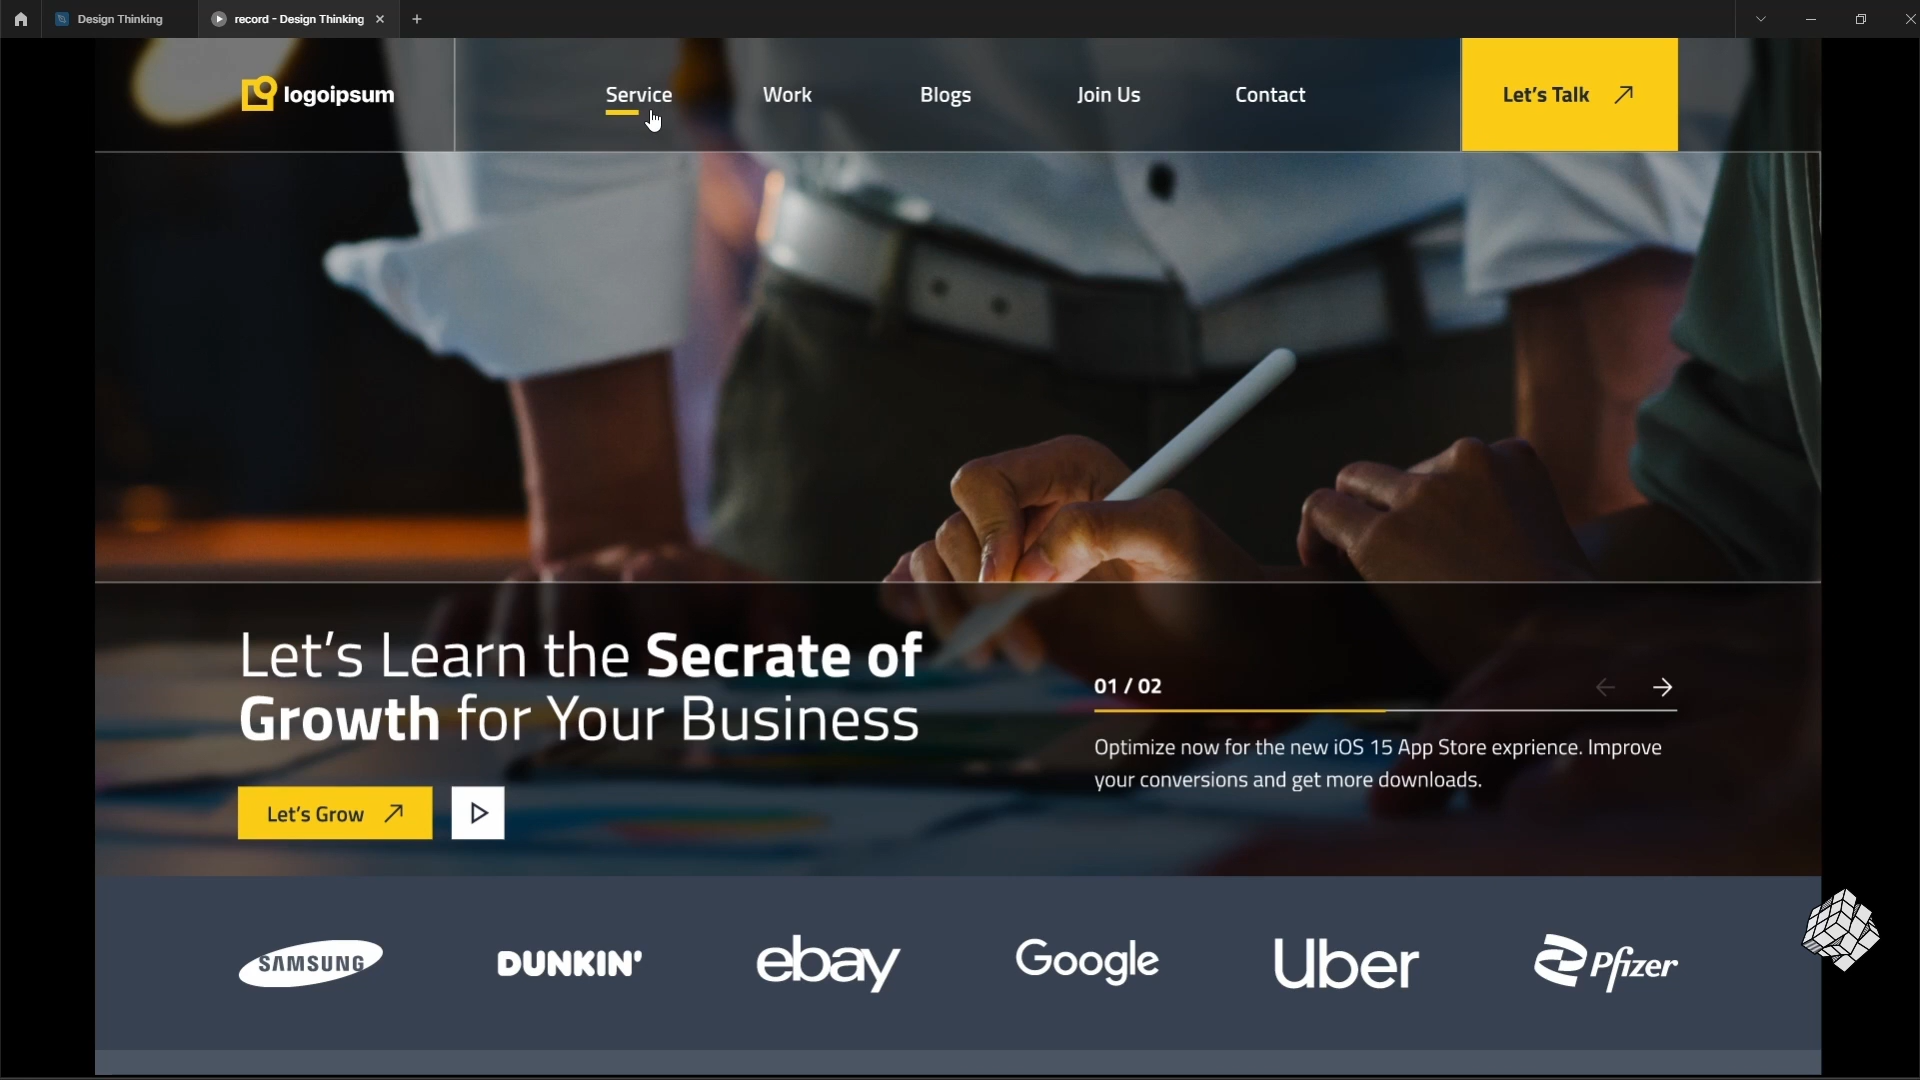 Design Thinking
record - Design Thinking
logoipsum
Service
Work
Blogs
Join Us
Contact
Let's Talk
Let's Learn the Secrate of
Growth for Your Business
Let's Grow
01 / 02
Optimize now for the new iOS 15 App Store exprience. Improve
your conversions and get more downloads.
SAMSUNG
DUNKIN'
ebay
Google
Uber
Pfizer